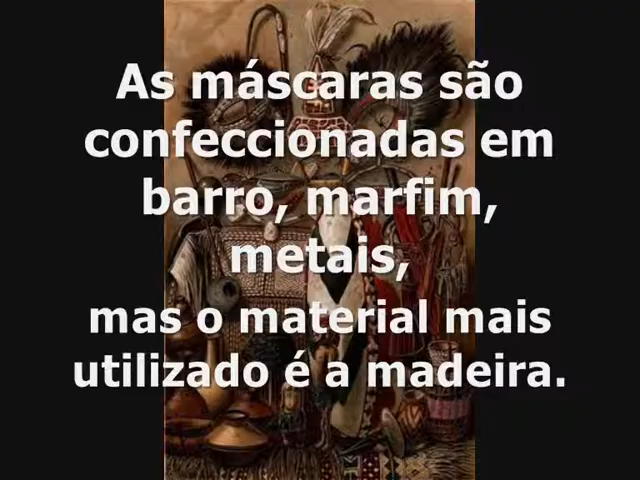 As máscaras são
confeccionadas em
barro, marfim,
metais,
mas o material mais
utilizado é a madeira.